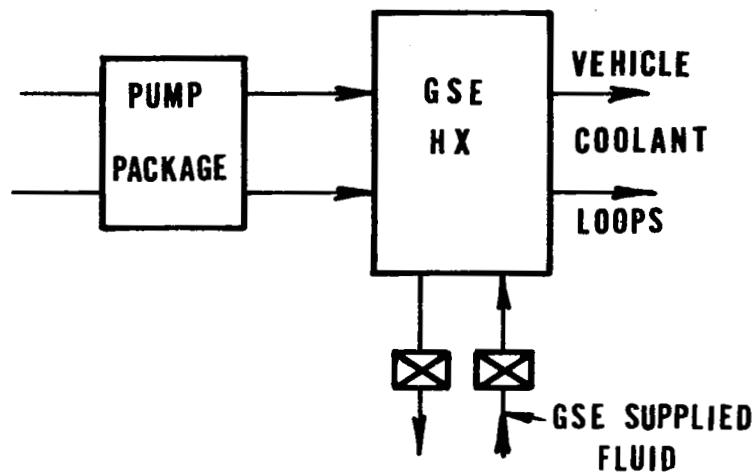 PUMP
PACKAGE
GSE
HX
VEHICLE
COOLANT
LOOPS
GSE SUPPLIED
FLUID